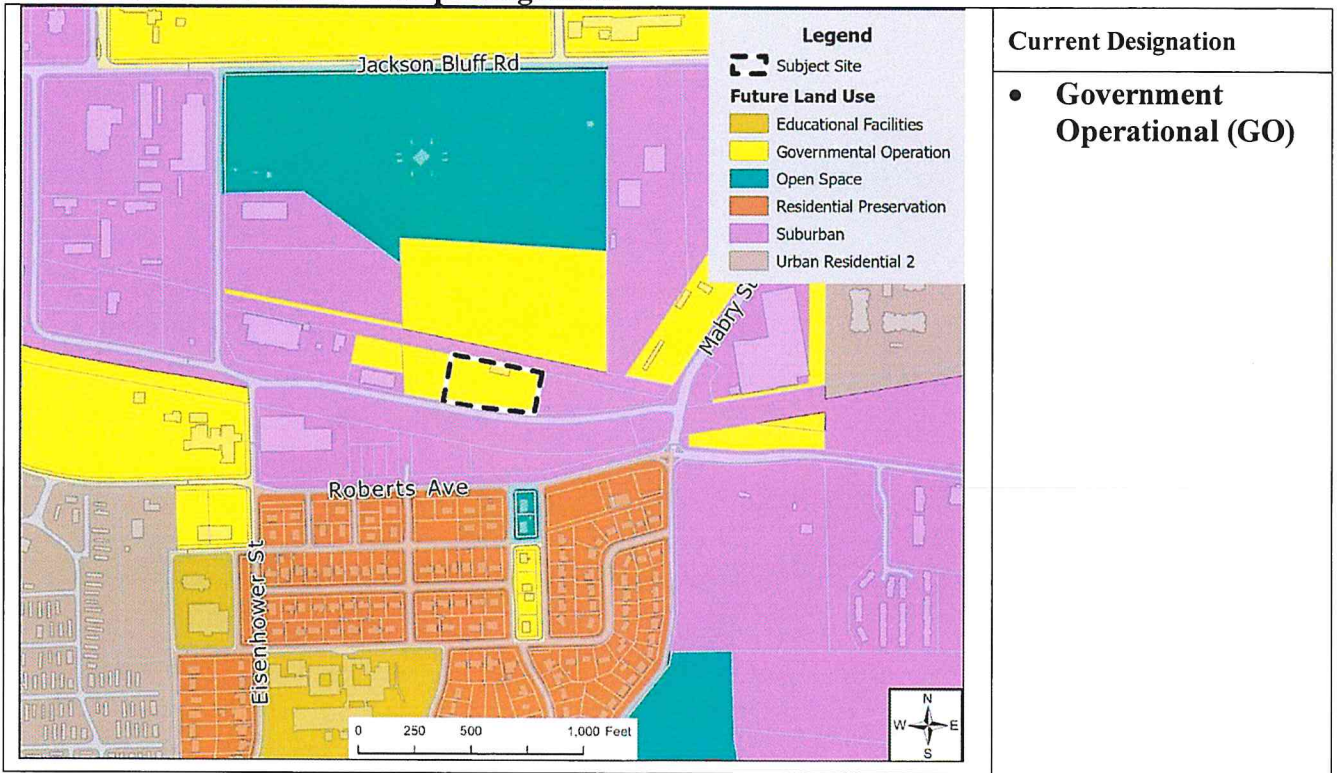 Jackson Bluff Rd
Mabry St
Roberts Ave
Eisenhower St
Legend
Subject Site
Future Land Use
Educational Facilities
Governmental Operation
Open Space
Residential Preservation
Suburban
Urban Residential 2
0 250 500 1,000 Feet
N
W E
S
Current Designation
• Government
Operational (GO)